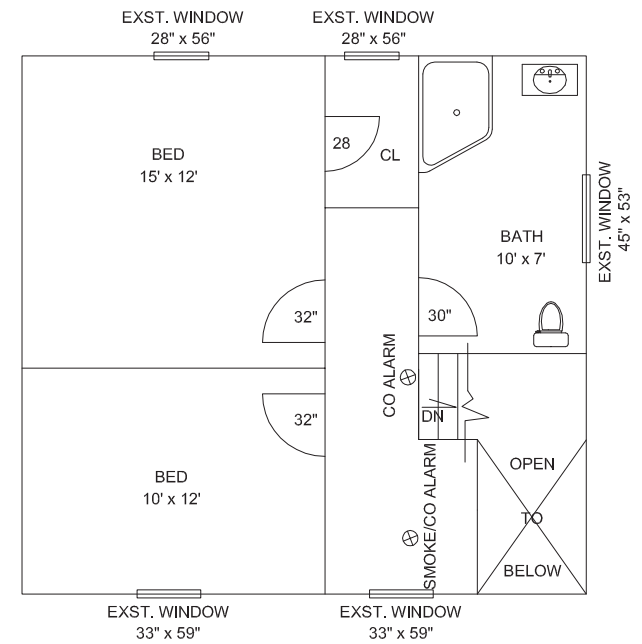 EXST. WINDOW
28" x 56"
EXST. WINDOW
28" x 56"
28
CL
BED
15' x 12'
EXST. WINDOW
45" x 53"
BATH
10' x 7'
32"
30"
CO ALARM
32"
DN
SMOKE/CO ALARM
BED
10' x 12'
OPEN
TO
BELOW
EXST. WINDOW
33" x 59"
EXST. WINDOW
33" x 59"